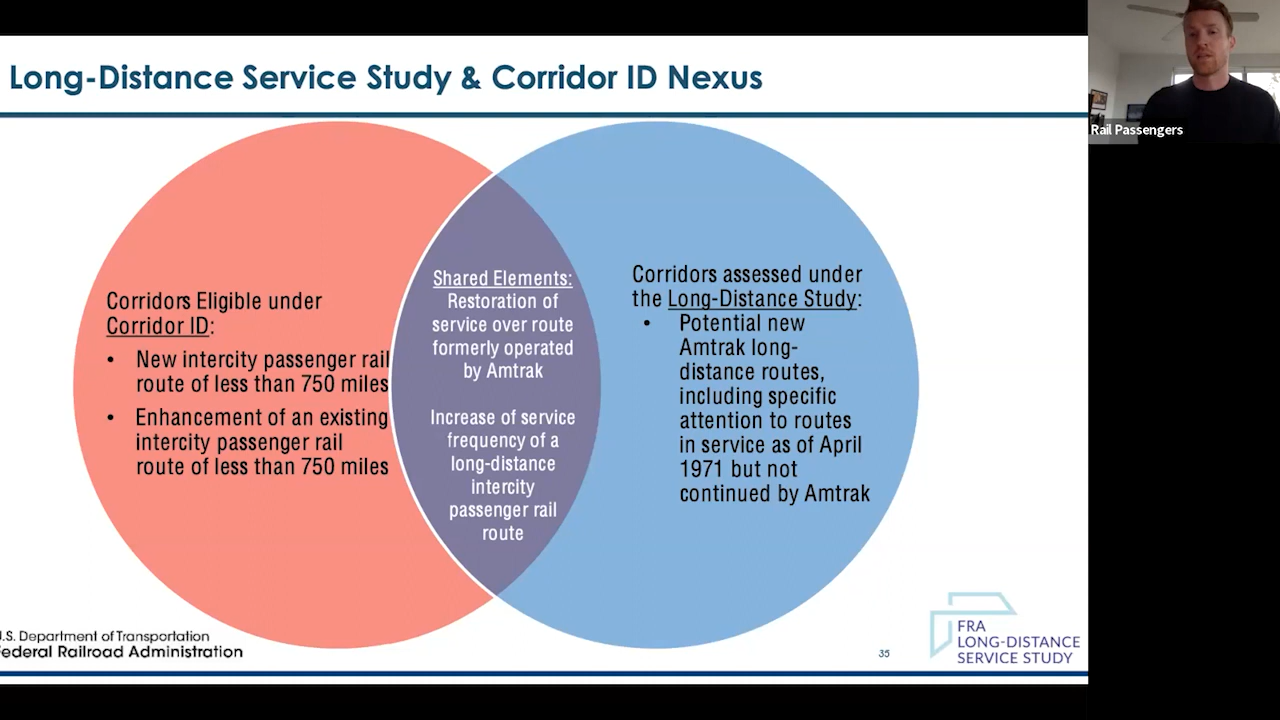 Long-Distance Service Study & Corridor ID Nexus
Rail Passengers
Corridors Eligible under
Corridor ID:
• New intercity passenger rail
route of less than 750 miles
• Enhancement of an existing
intercity passenger rail
route of less than 750 miles
Shared Elements:
Restoration of
service over route
formerly operated
by Amtrak
Increase of service
frequency of a
long-distance
intercity
passenger rail
route
Corridors assessed under
the Long-Distance Study:
• Potential new
Amtrak long-
distance routes,
including specific
attention to routes
in service as of April
1971 but not
continued by Amtrak
U.S. Department of Transportation
Federal Railroad Administration
35
FRA
LONG-DISTANCE
SERVICE STUDY